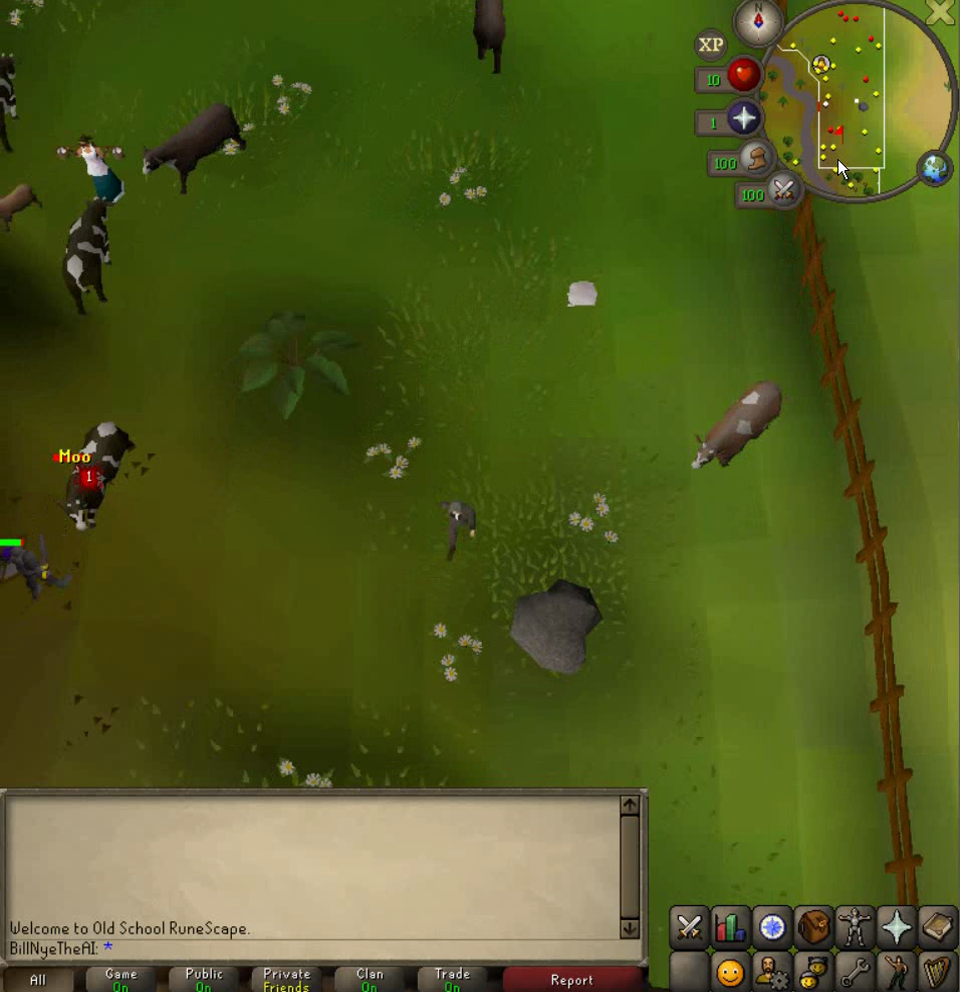 N
XP
10
1
100
100
Moo
1
Welcome to Old School RuneScape.
BillNyeTheAI: *
All
Game
On
Public
On
Private
Friends
Clan
On
Trade
On
Report